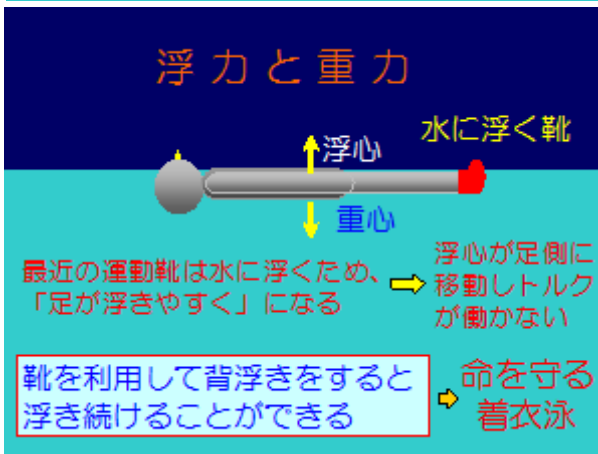 浮力と重力
水に浮く靴
浮心
重心
最近の運動靴は水に浮くため、
「足が浮きやすく」になる
浮心が足側に
移動しトルク
が働かない
靴を利用して背浮きをすると
浮き続けることができる
命を守る
着衣泳